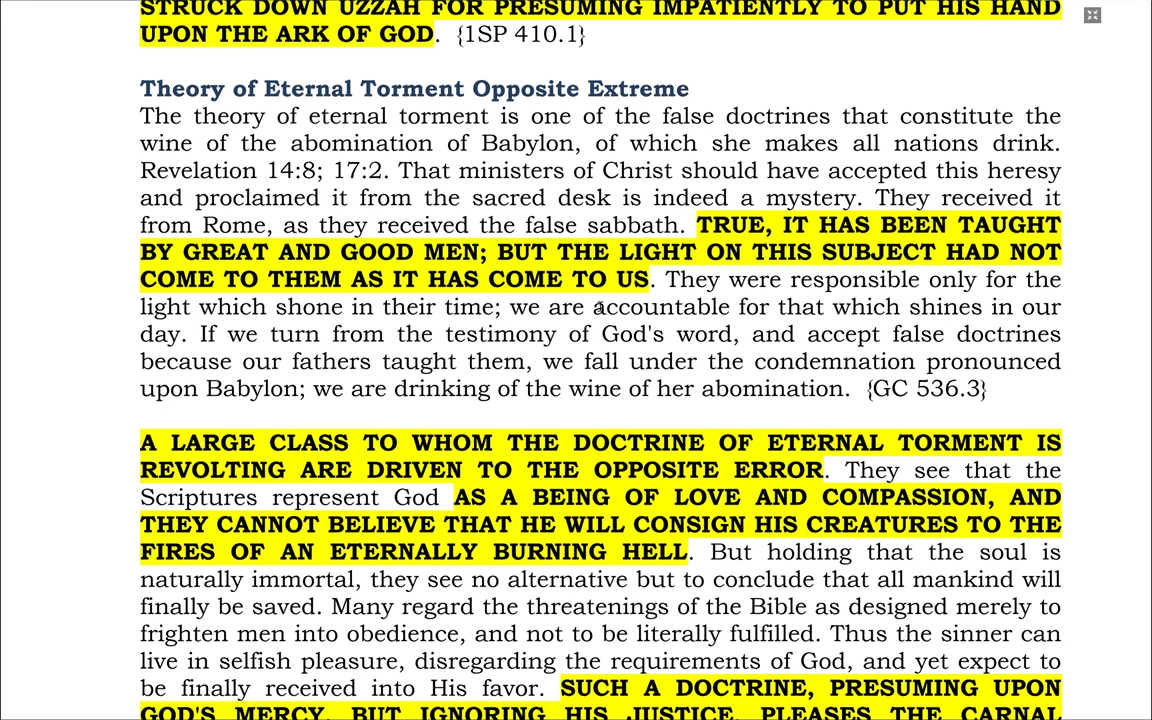 STRUCK DOWN UZZAH FOR PRESUMING IMPATIENTLY TO PUT HIS HAND
UPON THE ARK OF GOD.  {1SP 410.1}
Theory of Eternal Torment Opposite Extreme
The theory of eternal torment is one of the false doctrines that constitute the
wine of the abomination of Babylon, of which she makes all nations drink.
Revelation 14:8; 17:2. That ministers of Christ should have accepted this heresy
and proclaimed it from the sacred desk is indeed a mystery. They received it
from Rome, as they received the false sabbath. TRUE, IT HAS BEEN TAUGHT
BY GREAT AND GOOD MEN; BUT THE LIGHT ON THIS SUBJECT HAD NOT
COME TO THEM AS IT HAS COME TO US. They were responsible only for the
light which shone in their time; we are accountable for that which shines in our
day. If we turn from the testimony of God's word, and accept false doctrines
because our fathers taught them, we fall under the condemnation pronounced
upon Babylon; we are drinking of the wine of her abomination.  {GC 536.3}
A LARGE CLASS TO WHOM THE DOCTRINE OF ETERNAL TORMENT IS
REVOLTING ARE DRIVEN TO THE OPPOSITE ERROR. They see that the
Scriptures represent God AS A BEING OF LOVE AND COMPASSION, AND
THEY CANNOT BELIEVE THAT HE WILL CONSIGN HIS CREATURES TO THE
FIRES OF AN ETERNALLY BURNING HELL. But holding that the soul is
naturally immortal, they see no alternative but to conclude that all mankind will
finally be saved. Many regard the threatenings of the Bible as designed merely to
frighten men into obedience, and not to be literally fulfilled. Thus the sinner can
live in selfish pleasure, disregarding the requirements of God, and yet expect to
be finally received into His favor. SUCH A DOCTRINE, PRESUMING UPON
GOD'S MERCY, BUT IGNORING HIS JUSTICE, PLEASES THE CARNAL